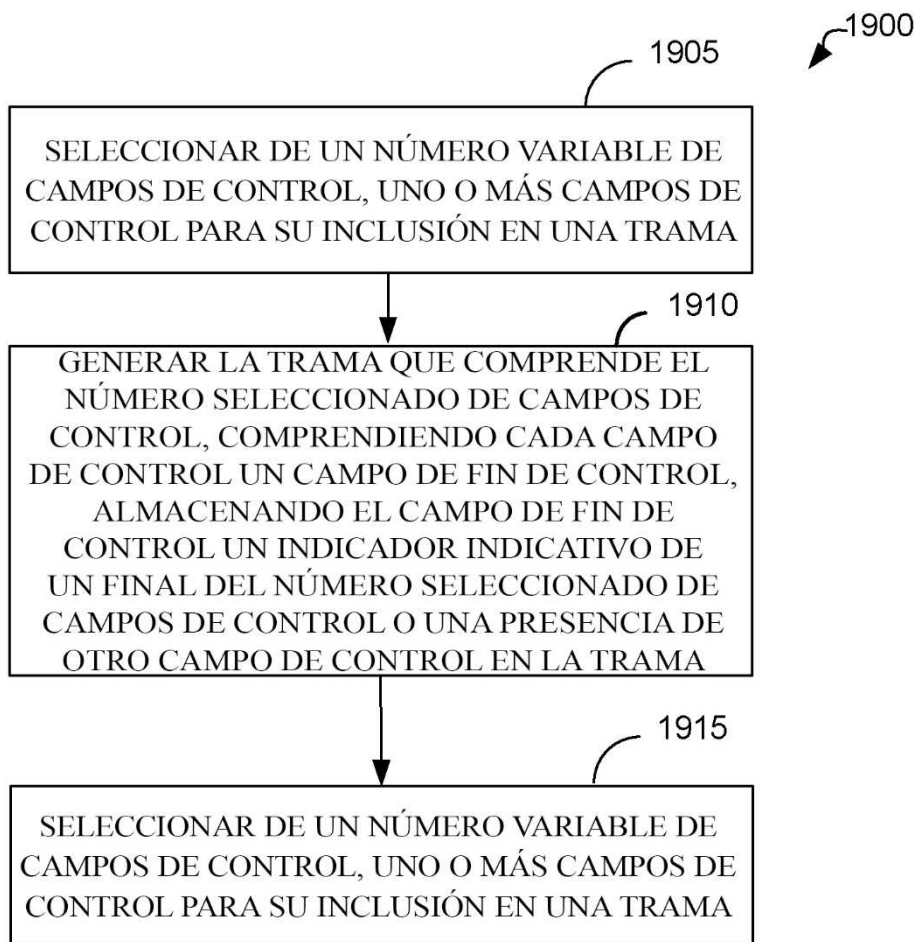 1900
1905
SELECCIONAR DE UN NÚMERO VARIABLE DE
CAMPOS DE CONTROL, UNO O MÁS CAMPOS DE
CONTROL PARA SU INCLUSIÓN EN UNA TRAMA
1910
GENERAR LA TRAMA QUE COMPRENDE EL
NÚMERO SELECCIONADO DE CAMPOS DE
CONTROL, COMPRENDIENDO CADA CAMPO
DE CONTROL UN CAMPO DE FIN DE CONTROL,
ALMACENANDO EL CAMPO DE FIN DE
CONTROL UN INDICADOR INDICATIVO DE
UN FINAL DEL NÚMERO SELECCIONADO DE
CAMPOS DE CONTROL O UNA PRESENCIA DE
OTRO CAMPO DE CONTROL EN LA TRAMA
1915
SELECCIONAR DE UN NÚMERO VARIABLE DE
CAMPOS DE CONTROL, UNO O MÁS CAMPOS DE
CONTROL PARA SU INCLUSIÓN EN UNA TRAMA